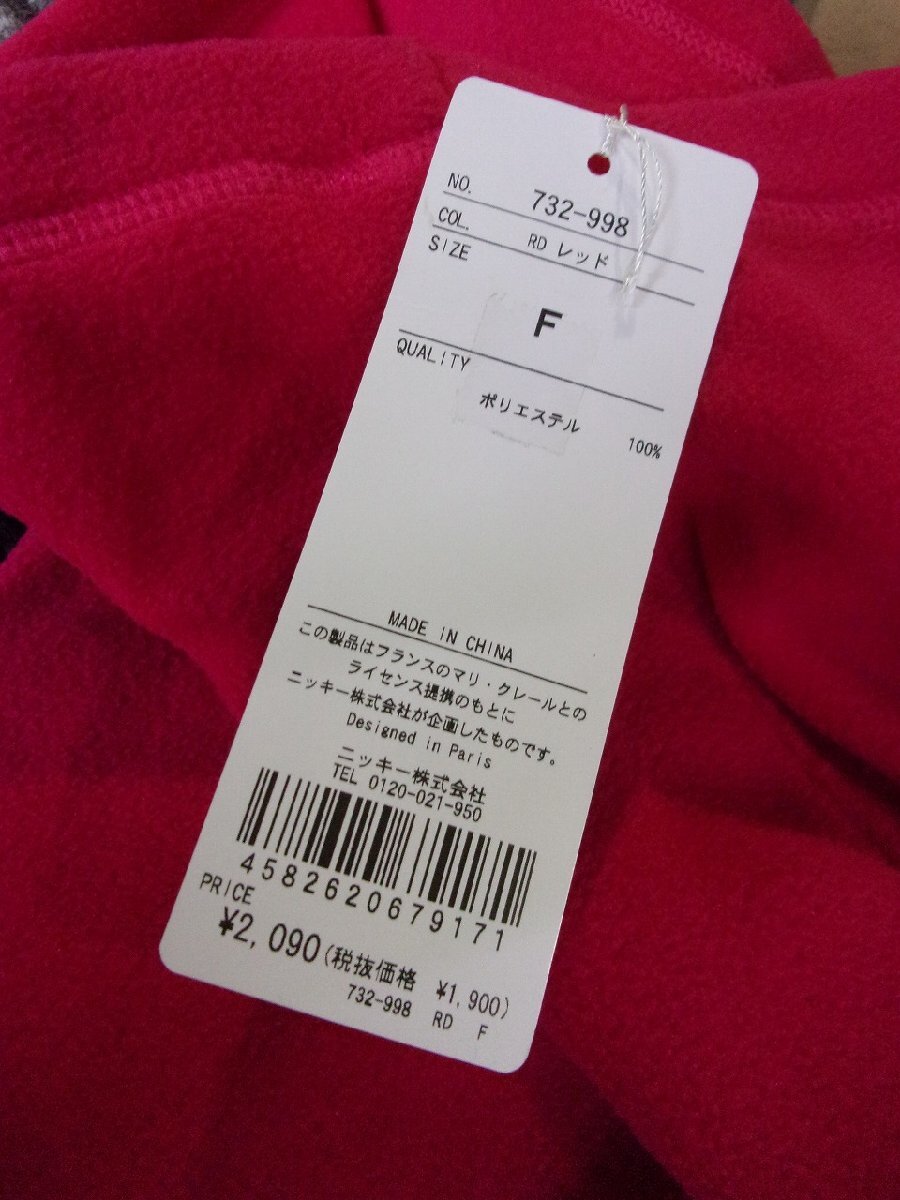 NO. 732-998
COL. RD レッド
SIZE
F
QUALITY
ポリエステル 100%
MADE IN CHINA
この製品はフランスのマリ・クレールとの
ライセンス提携のもとに
ニッキー株式会社が企画したものです。
Designed in Paris
ニッキー株式会社
TEL 0120-021-950
4582620679171
PRICE
¥2,090(税抜価格 ¥1,900)
732-998 RD F